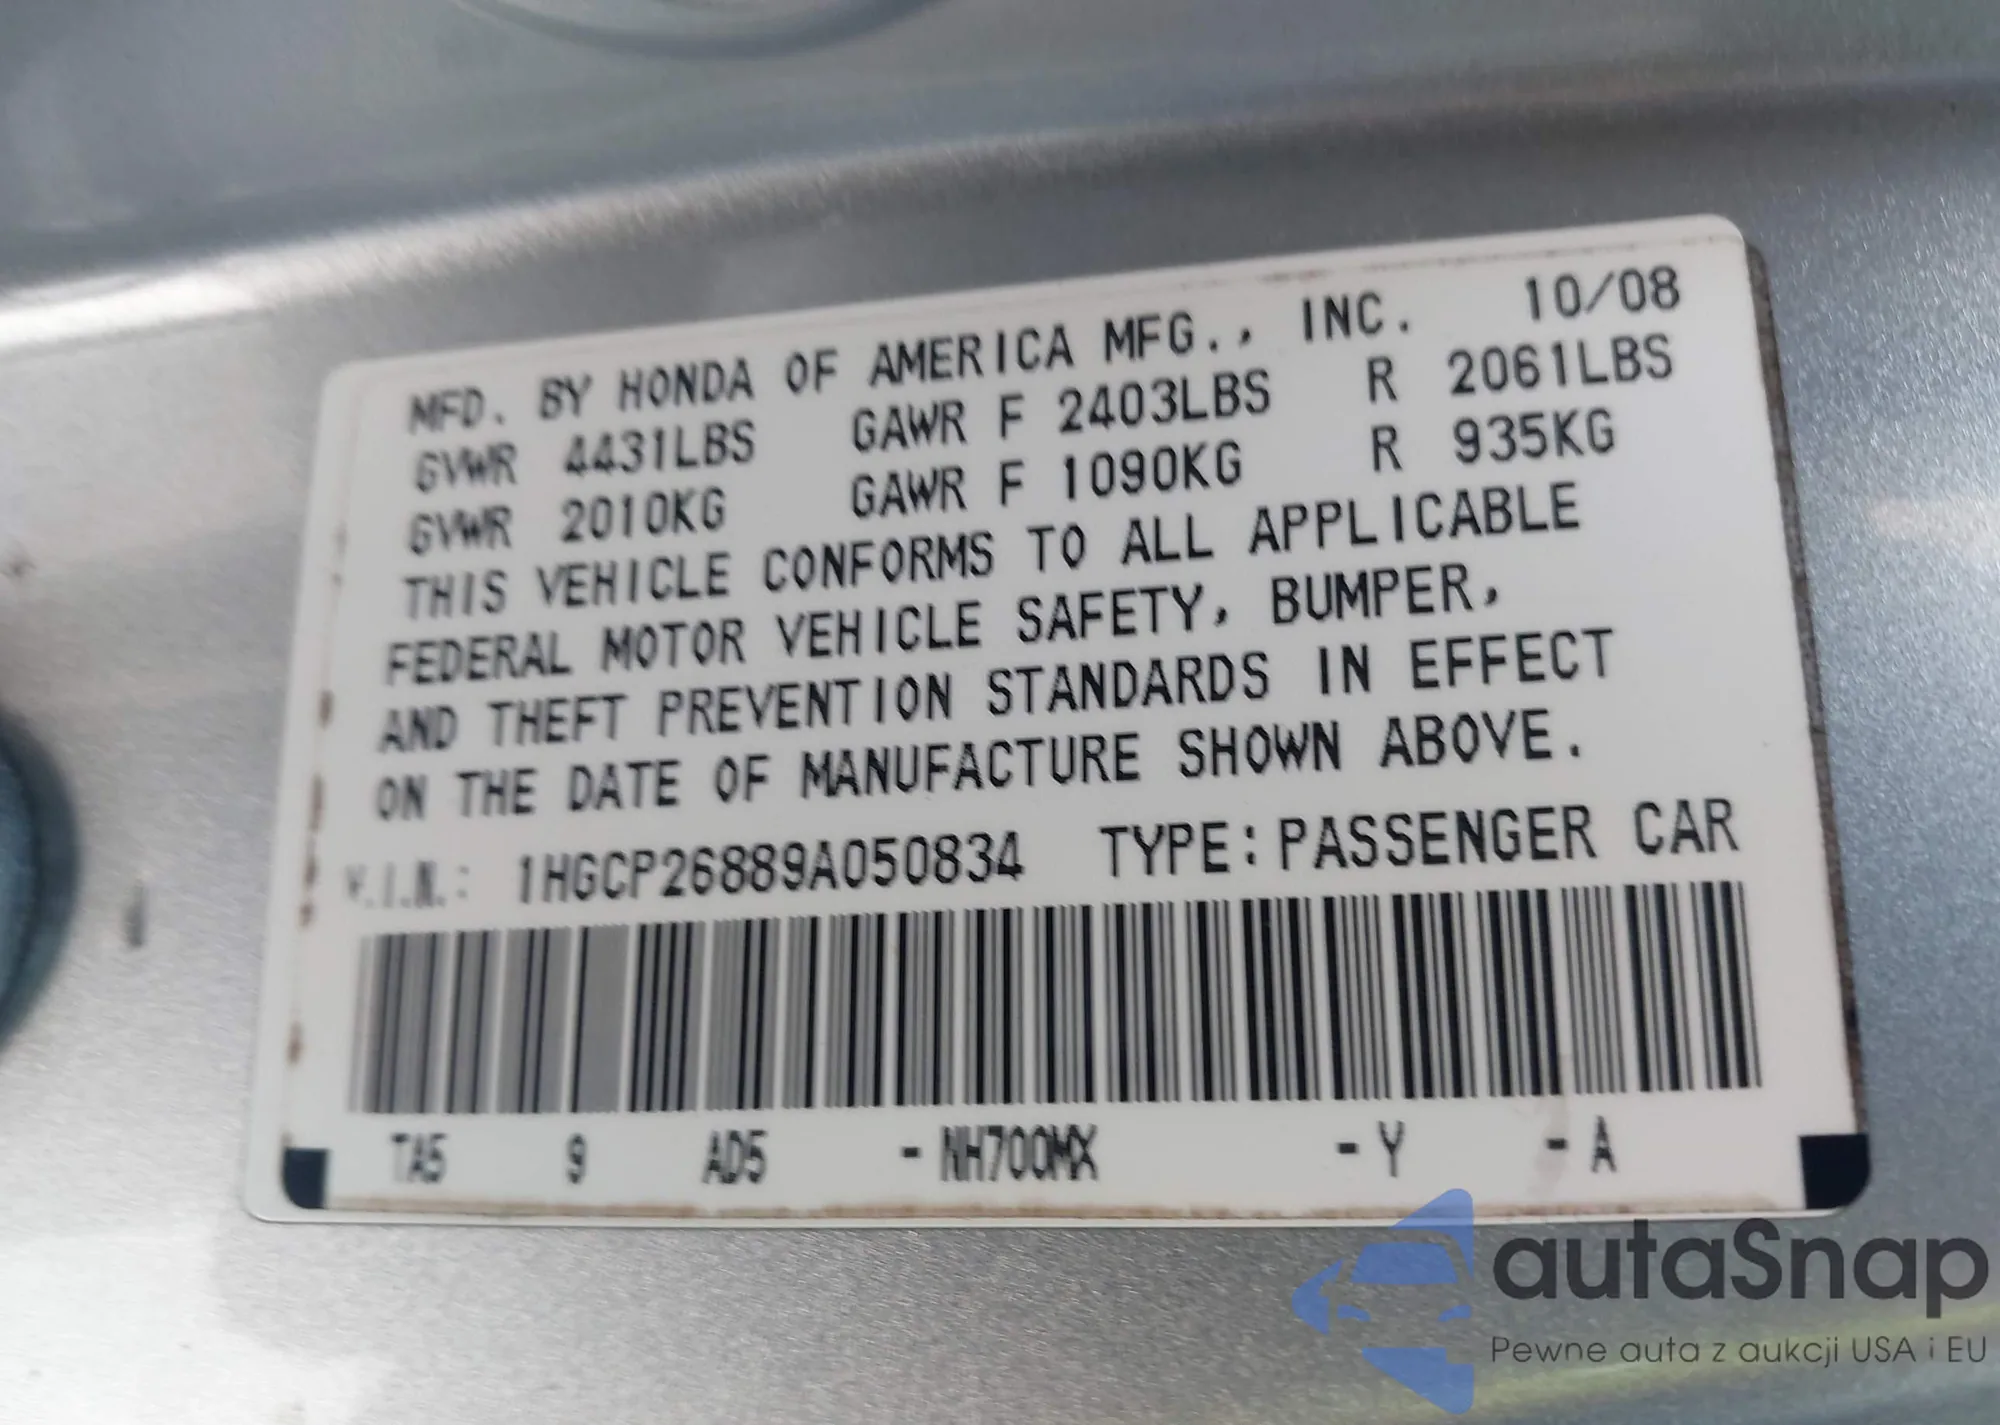 MFD. BY HONDA OF AMERICA MFG., INC. 10/08
GVWR 4431LBS GAWR F 2403LBS R 2061LBS
GVWR 2010KG GAWR F 1090KG R 935KG
THIS VEHICLE CONFORMS TO ALL APPLICABLE
FEDERAL MOTOR VEHICLE SAFETY, BUMPER,
AND THEFT PREVENTION STANDARDS IN EFFECT
ON THE DATE OF MANUFACTURE SHOWN ABOVE.
V.I.N.: 1HGCP26889A050834 TYPE:PASSENGER CAR
TA5 9 AD5 -NH700MX -Y -A
autaSnap
Pewne auta z aukcji USA i EU